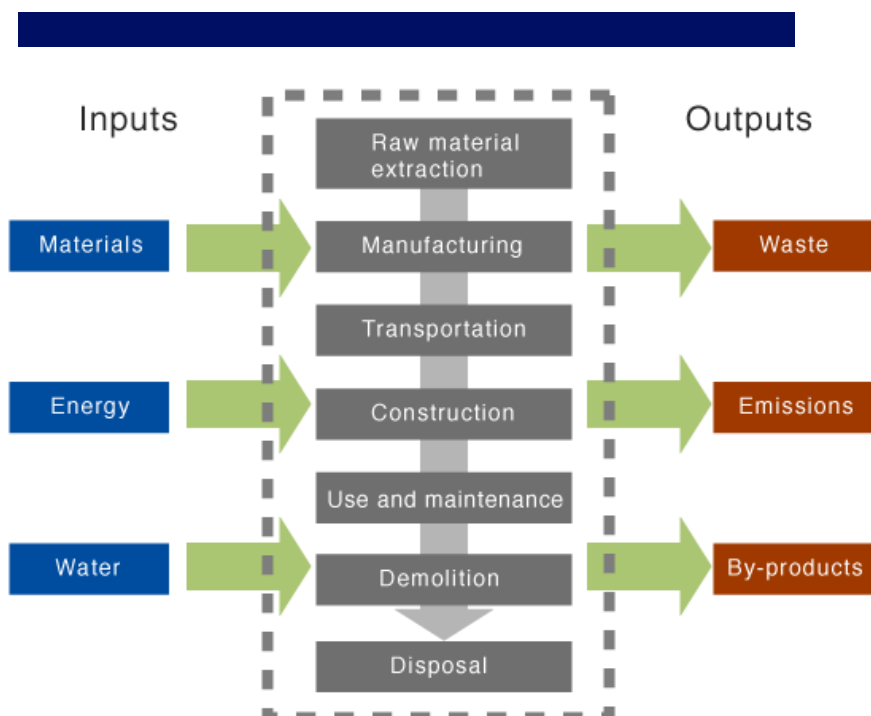 Inputs
Outputs
Raw material
extraction
Materials
Manufacturing
Waste
Transportation
Energy
Construction
Emissions
Use and maintenance
Water
Demolition
By-products
Disposal